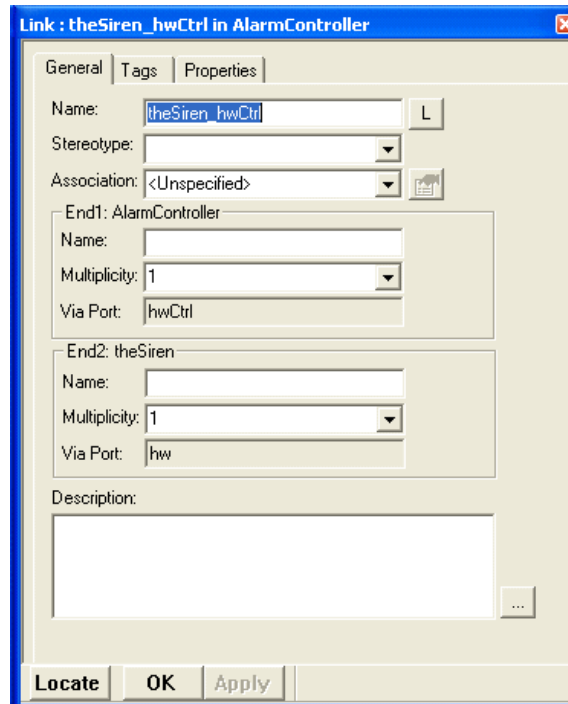 Link : theSiren_hwCtrl in AlarmController
General Tags Properties
Name: theSiren_hwCtrl L
Stereotype:
Association: <Unspecified>
End1: AlarmController
Name:
Multiplicity: 1
Via Port: hwCtrl
End2: theSiren
Name:
Multiplicity: 1
Via Port: hw
Description:
...
Locate OK Apply